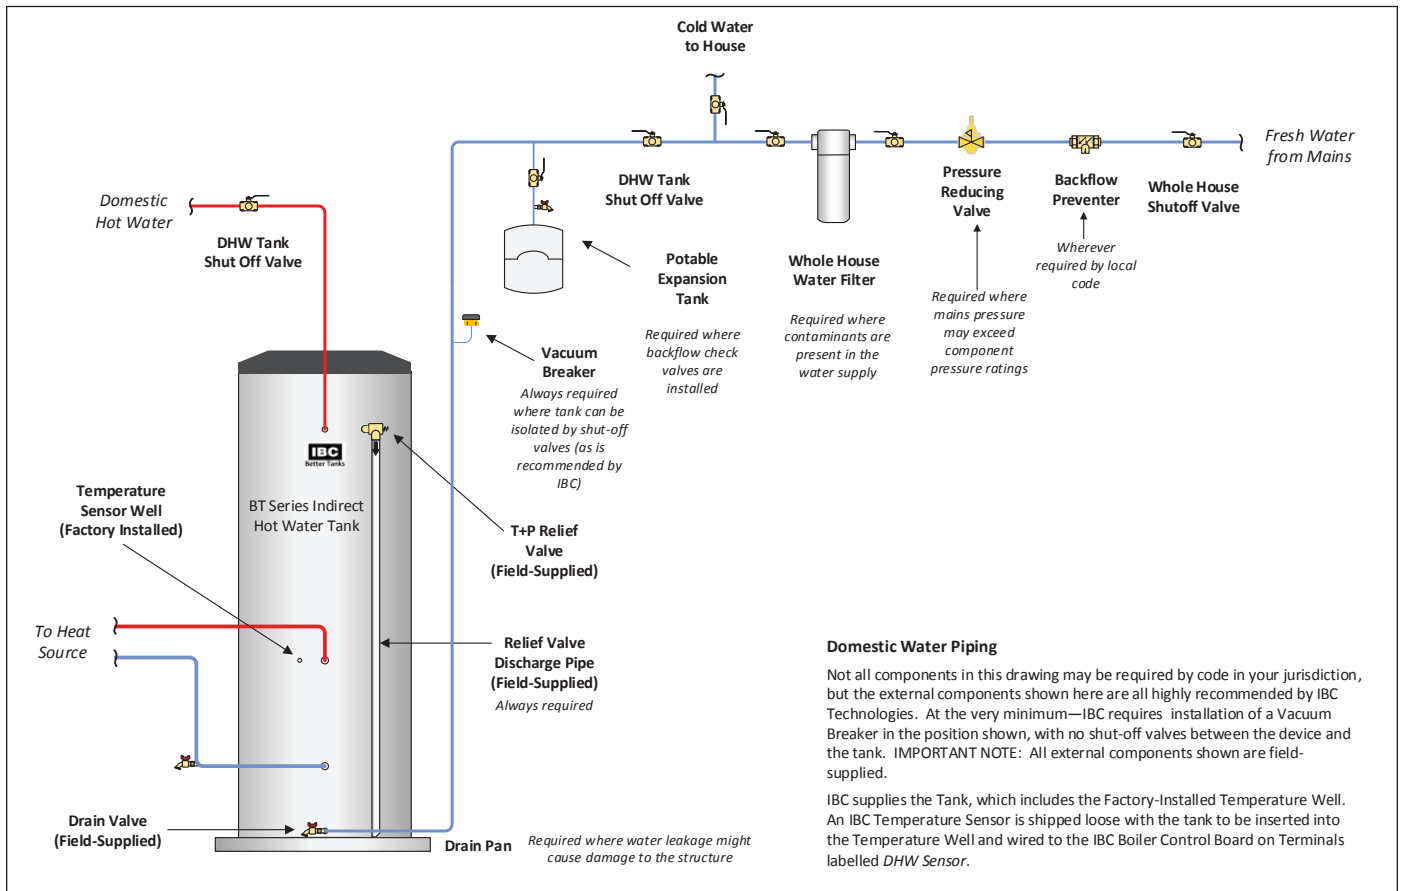 Cold Water
to House
Fresh Water
from Mains
Domestic
Hot Water
DHW Tank
Shut Off Valve
DHW Tank
Shut Off Valve
Pressure
Reducing
Valve
Backflow
Preventer
Whole House
Shutoff Valve
Potable
Expansion
Tank
Whole House
Water Filter
Wherever
required by local
code
Required where
mains pressure
may exceed
component
pressure ratings
Required where
backflow check
valves are
installed
Required where
contaminants are
present in the
water supply
Vacuum
Breaker
Always required
where tank can be
isolated by shut-off
valves (as is
recommended by
IBC)
IBC
Better Tanks
BT Series Indirect
Hot Water Tank
Temperature
Sensor Well
(Factory Installed)
T+P Relief
Valve
(Field-Supplied)
To Heat
Source
Relief Valve
Discharge Pipe
(Field-Supplied)
Always required
Drain Valve
(Field-Supplied)
Drain Pan
Required where water leakage might
cause damage to the structure
Domestic Water Piping
Not all components in this drawing may be required by code in your jurisdiction,
but the external components shown here are all highly recommended by IBC
Technologies. At the very minimum—IBC requires installation of a Vacuum
Breaker in the position shown, with no shut-off valves between the device and
the tank. IMPORTANT NOTE: All external components shown are field-
supplied.
IBC supplies the Tank, which includes the Factory-Installed Temperature Well.
An IBC Temperature Sensor is shipped loose with the tank to be inserted into
the Temperature Well and wired to the IBC Boiler Control Board on Terminals
labelled DHW Sensor.